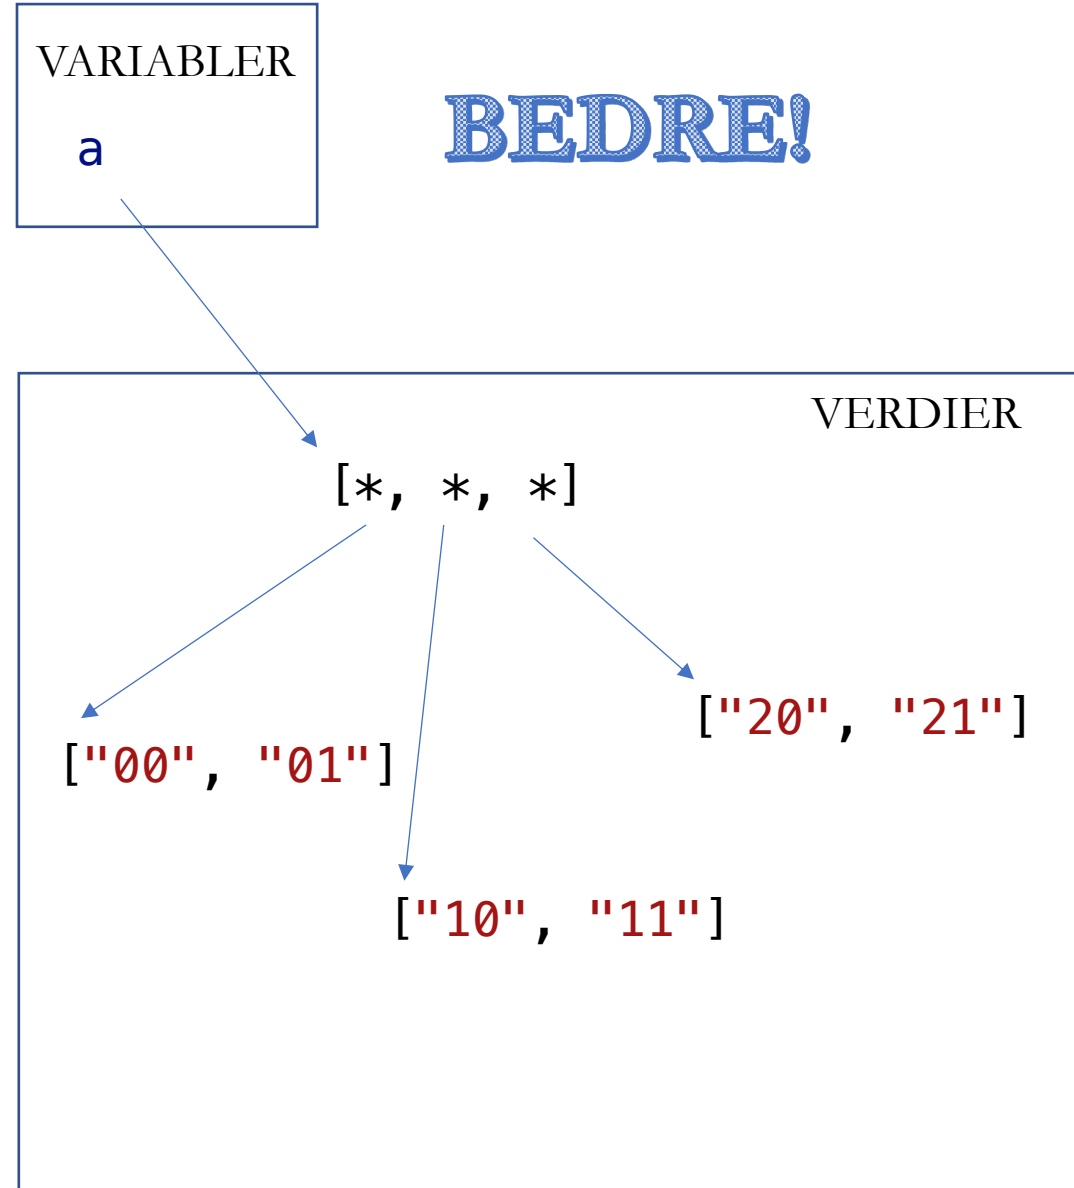 VARIABLER
a
BEDRE!
VERDIER
[*, *, *]
["00", "01"]
["20", "21"]
["10", "11"]